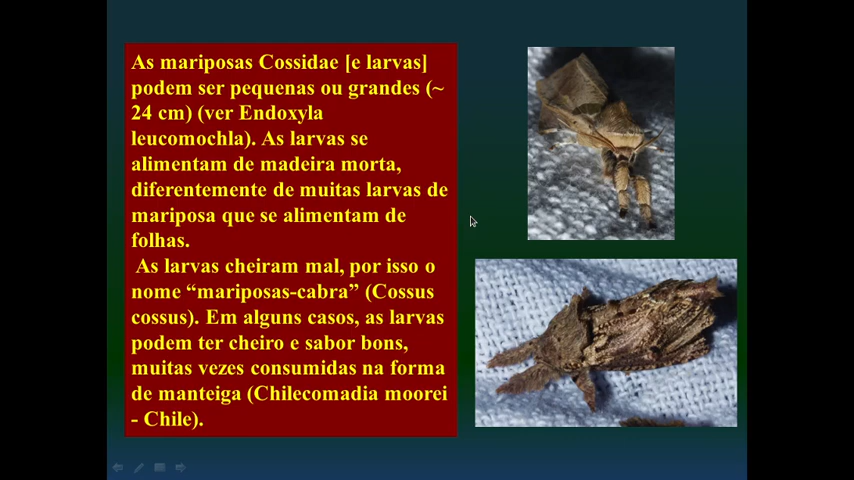 As mariposas Cossidae [e larvas]
podem ser pequenas ou grandes (~
24 cm) (ver Endoxyla
leucomochla). As larvas se
alimentam de madeira morta,
diferentemente de muitas larvas de
mariposa que se alimentam de
folhas.
As larvas cheiram mal, por isso o
nome “mariposas-cabra” (Cossus
cossus). Em alguns casos, as larvas
podem ter cheiro e sabor bons,
muitas vezes consumidas na forma
de manteiga (Chilecomadia moorei
- Chile).